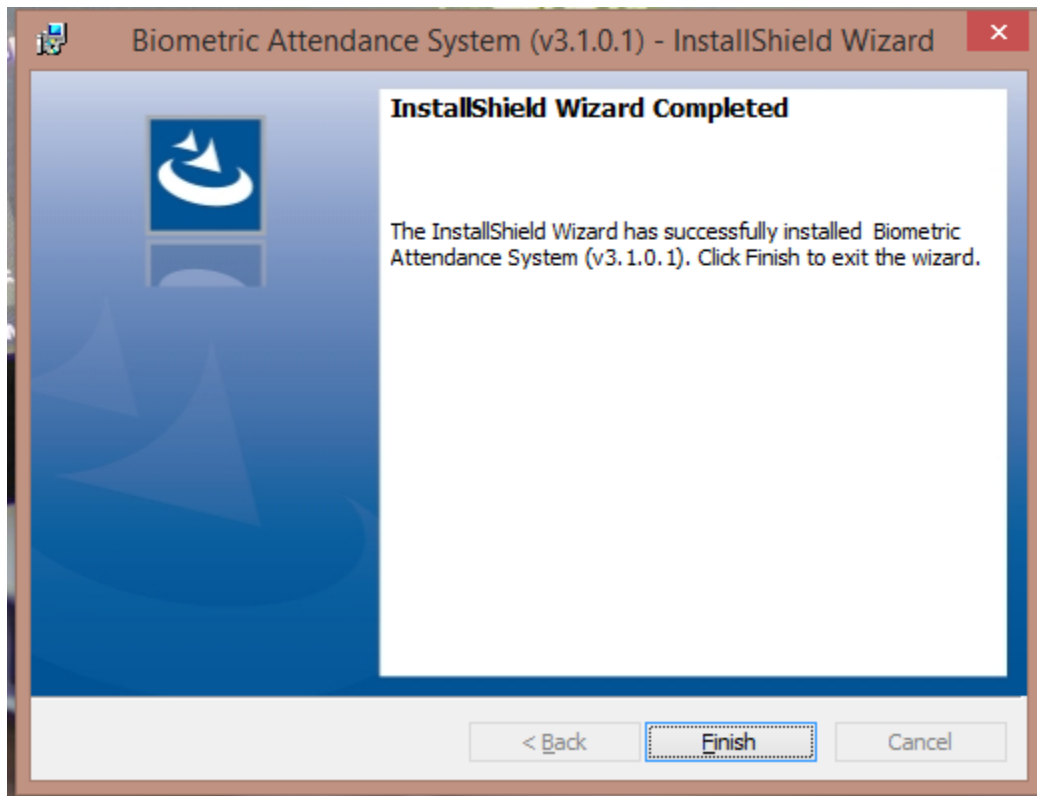 Biometric Attendance System (v3.1.0.1) - InstallShield Wizard
InstallShield Wizard Completed
The InstallShield Wizard has successfully installed Biometric
Attendance System (v3.1.0.1). Click Finish to exit the wizard.
< Back
Finish
Cancel